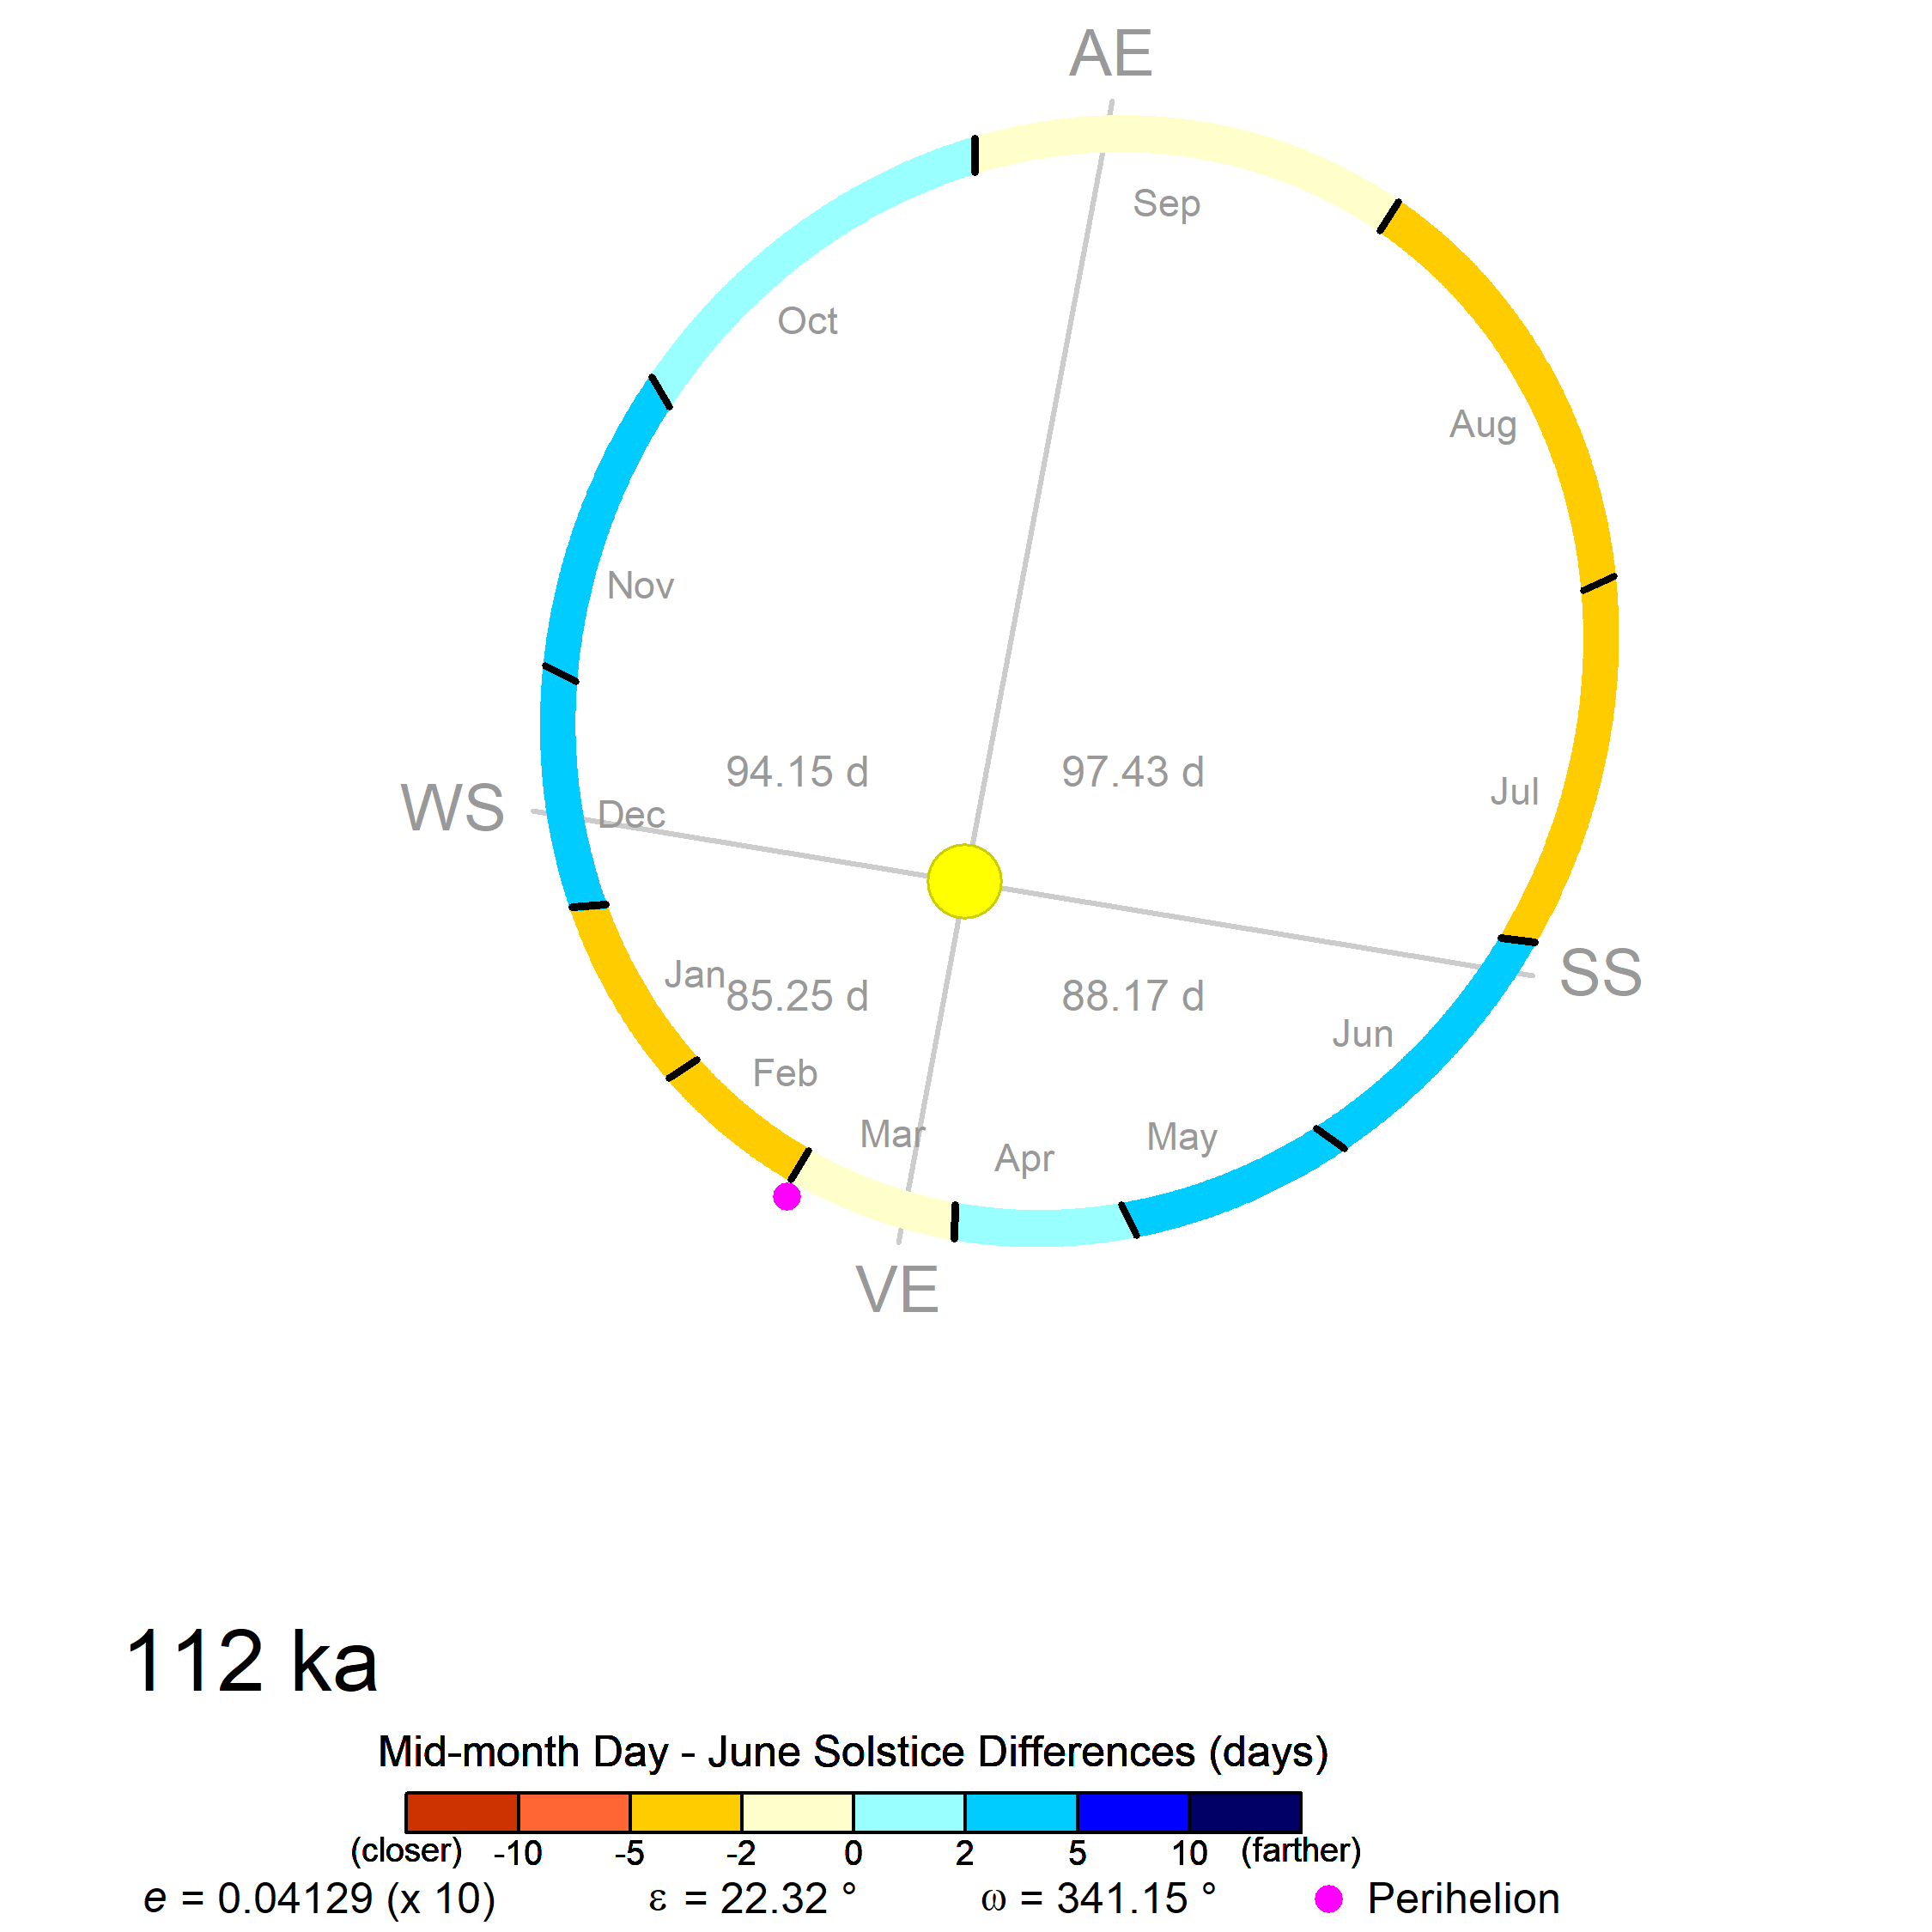 AE
Sep
Oct
Aug
Nov
94.15 d 97.43 d
WS Dec Jul
SS
Jan 85.25 d 88.17 d
Jun
Feb
Mar Apr May
VE
112 ka
Mid-month Day - June Solstice Differences (days)
(closer) -10 -5 -2 0 2 5 10 (farther)
e = 0.04129 (x 10) ε = 22.32 ° ω = 341.15 ° Perihelion